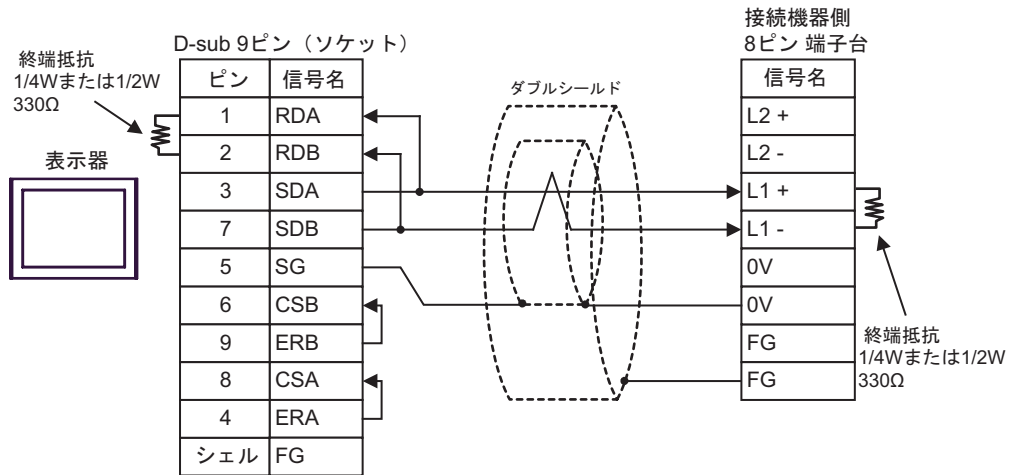 接続機器側
8ピン 端子台
D-sub 9ピン（ソケット）
終端抵抗
1/4Wまたは1/2W
330Ω
表示器
ピン 信号名
1 RDA
2 RDB
3 SDA
7 SDB
5 SG
6 CSB
9 ERB
8 CSA
4 ERA
シェル FG
ダブルシールド
信号名
L2 +
L2 -
L1 +
L1 -
0V
0V
FG
FG
終端抵抗
1/4Wまたは1/2W
330Ω